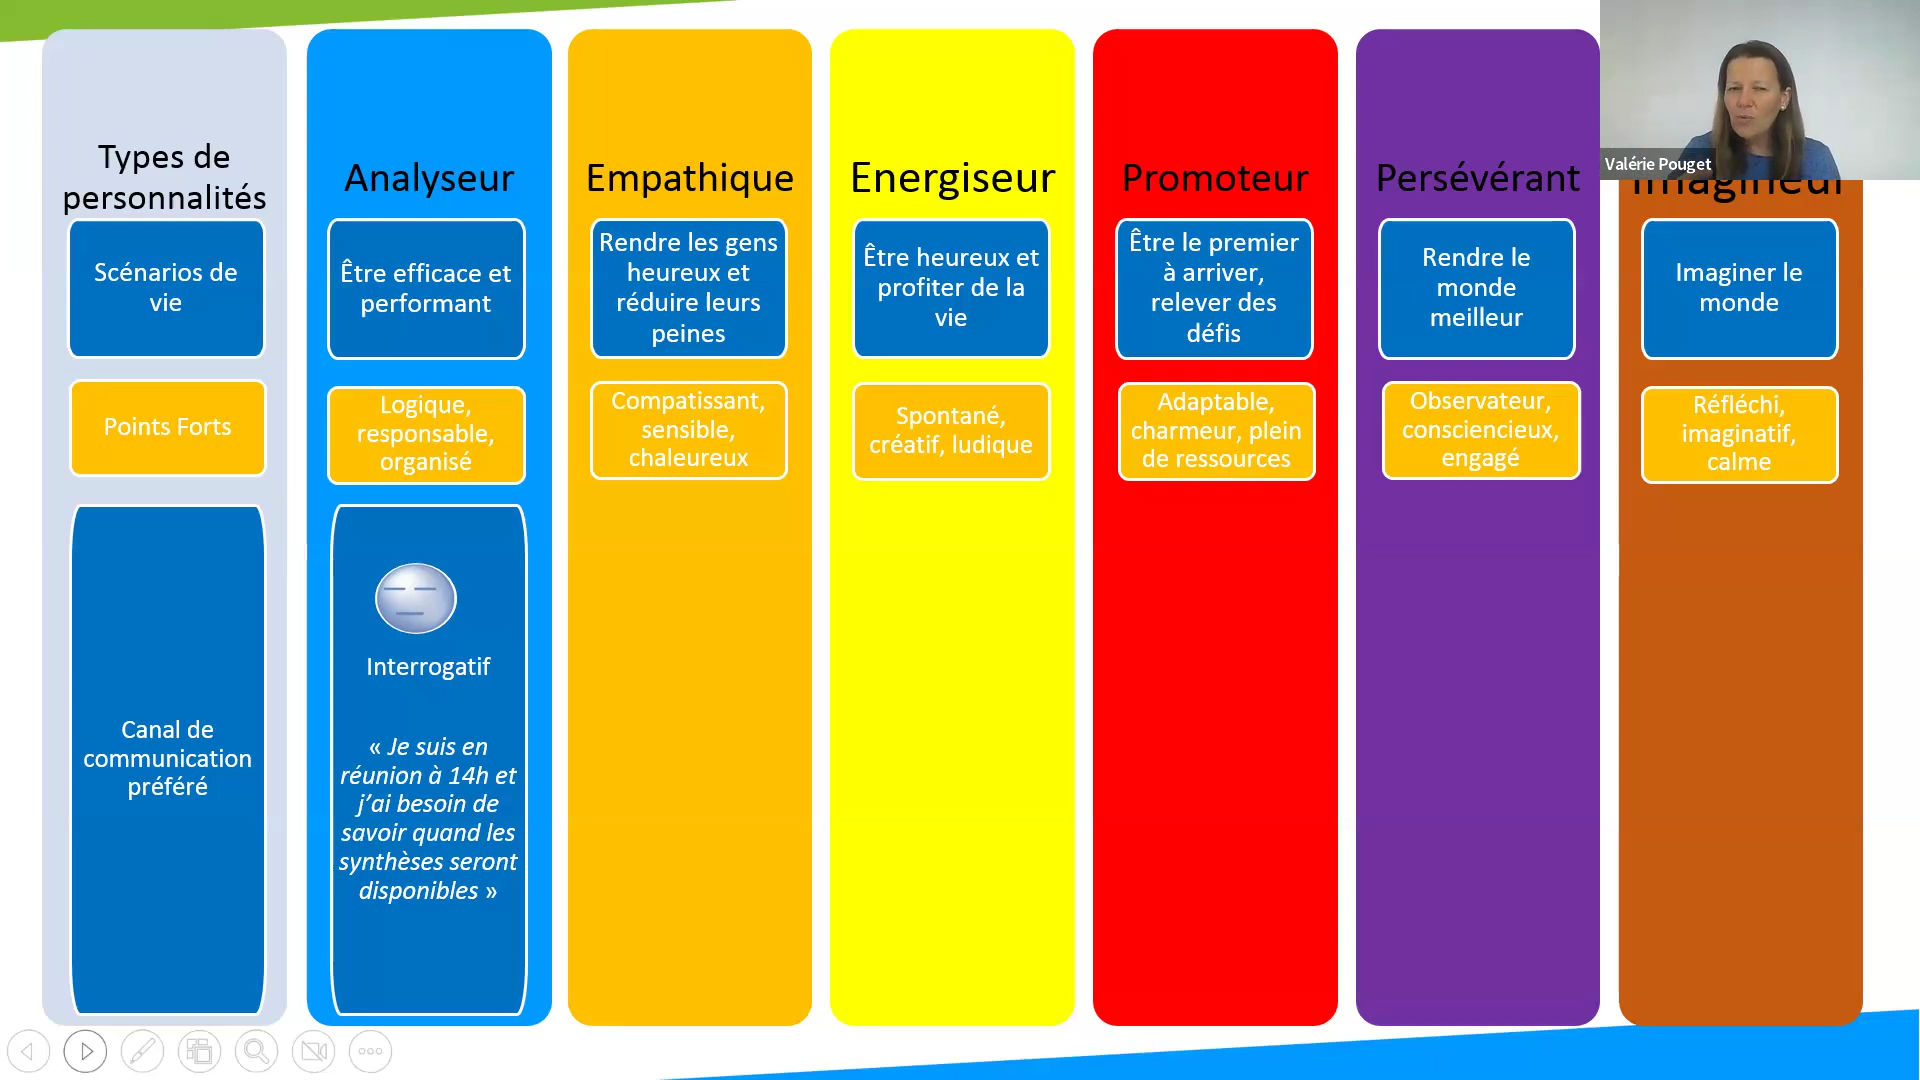 Types de
personnalités
Scénarios de
vie
Points Forts
Canal de
communication
préféré
Analyseur
Être efficace et
performant
Logique,
responsable,
organisé
Interrogatif
« Je suis en
réunion à 14h et
j’ai besoin de
savoir quand les
synthèses seront
disponibles »
Empathique
Rendre les gens
heureux et
réduire leurs
peines
Compatissant,
sensible,
chaleureux
Energiseur
Être heureux et
profiter de la
vie
Spontané,
créatif, ludique
Promoteur
Être le premier
à arriver,
relever des
défis
Adaptable,
charmeur, plein
de ressources
Persévérant
Rendre le
monde
meilleur
Observateur,
consciencieux,
engagé
Valérie Pouget
Imagineur
Imaginer le
monde
Réfléchi,
imaginatif,
calme